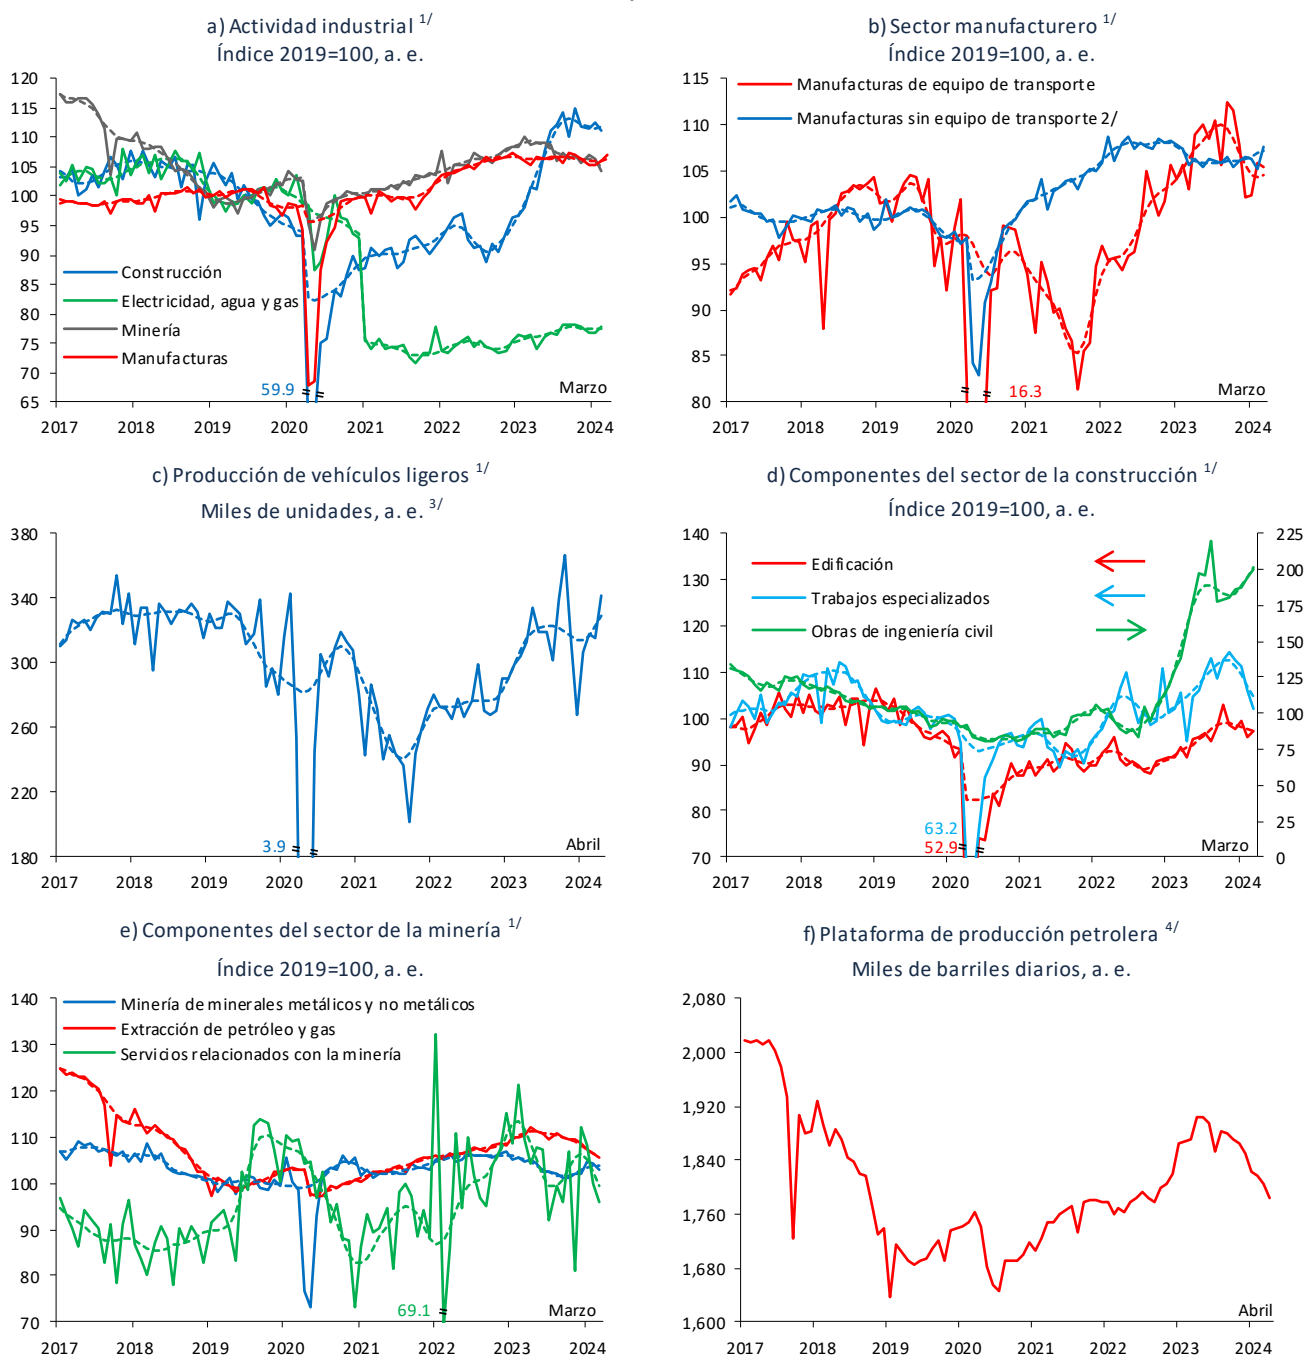 a) Actividad industrial 1/
Índice 2019=100, a. e.
120
115
110
105
100
95
90
85
80
75
70
65
Construcción
Electricidad, agua y gas
Minería
Manufacturas
59.9
Marzo
2017 2018 2019 2020 2021 2022 2023 2024
b) Sector manufacturero 1/
Índice 2019=100, a. e.
115
110
105
100
95
90
85
80
Manufacturas de equipo de transporte
Manufacturas sin equipo de transporte 2/
16.3
Marzo
2017 2018 2019 2020 2021 2022 2023 2024
c) Producción de vehículos ligeros 1/
Miles de unidades, a. e. 3/
380
340
300
260
220
180
3.9
Abril
2017 2018 2019 2020 2021 2022 2023 2024
d) Componentes del sector de la construcción 1/
Índice 2019=100, a. e.
140
130
120
110
100
90
80
70
Edificación
Trabajos especializados
Obras de ingeniería civil
225
200
175
150
125
100
75
50
25
0
63.2
52.9
Marzo
2017 2018 2019 2020 2021 2022 2023 2024
e) Componentes del sector de la minería 1/
Índice 2019=100, a. e.
140
130
120
110
100
90
80
70
Minería de minerales metálicos y no metálicos
Extracción de petróleo y gas
Servicios relacionados con la minería
69.1
Marzo
2017 2018 2019 2020 2021 2022 2023 2024
f) Plataforma de producción petrolera 4/
Miles de barriles diarios, a. e.
2,080
2,000
1,920
1,840
1,760
1,680
1,600
Abril
2017 2018 2019 2020 2021 2022 2023 2024